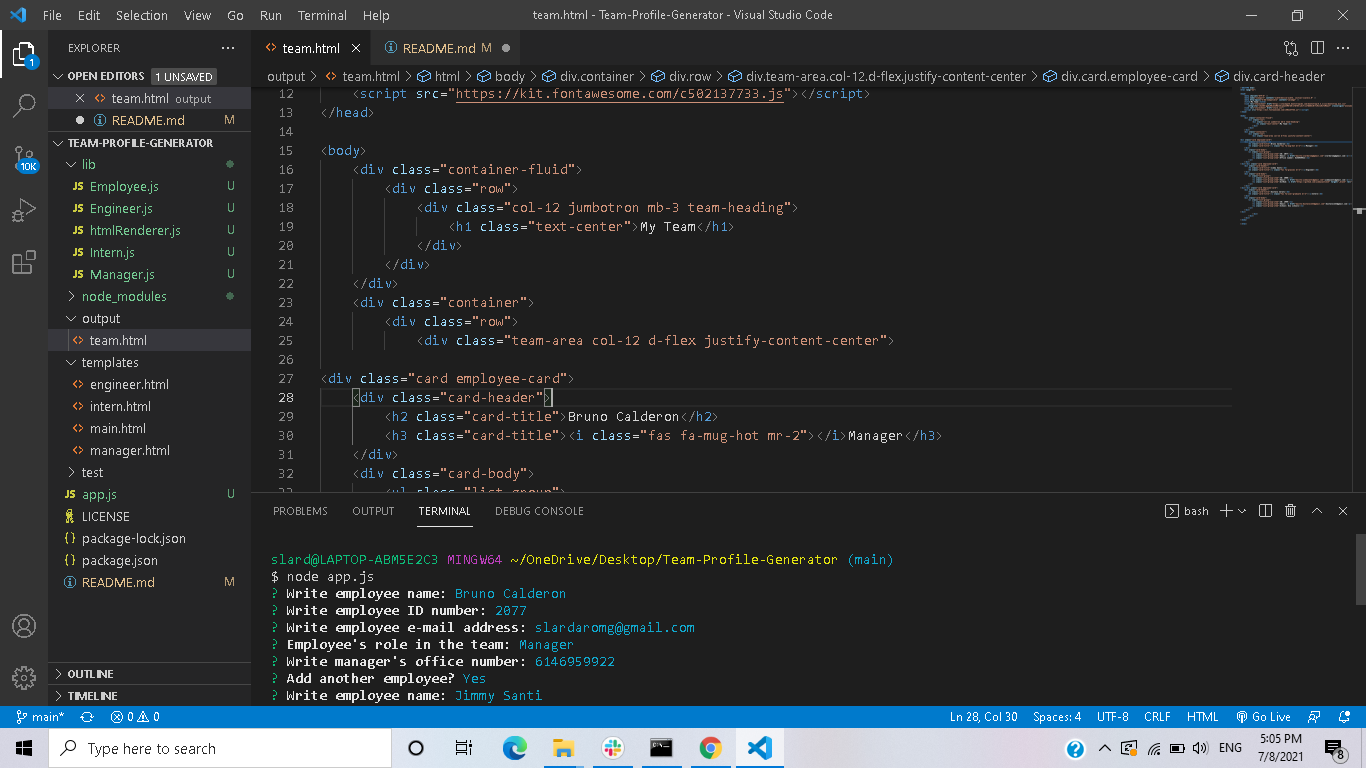 File Edit Selection View Go Run Terminal Help team.html - Team-Profile-Generator - Visual Studio Code
EXPLORER
OPEN EDITORS 1 UNSAVED
team.html output
README.md M
TEAM-PROFILE-GENERATOR
lib
JS Employee.js U
JS Engineer.js U
JS htmlRenderer.js U
JS Intern.js U
JS Manager.js U
node_modules
output
team.html
templates
engineer.html
intern.html
main.html
manager.html
test
JS app.js U
LICENSE
{} package-lock.json
{} package.json
README.md M
OUTLINE
TIMELINE
1
10K
team.html README.md M
output > team.html > html > body > div.container > div.row > div.team-area.col-12.d-flex.justify-content-center > div.card.employee-card > div.card-header
12 <script src="https://kit.fontawesome.com/c502137733.js"></script>
13 </head>
14
15 <body>
16 <div class="container-fluid">
17 <div class="row">
18 <div class="col-12 jumbotron mb-3 team-heading">
19 <h1 class="text-center">My Team</h1>
20 </div>
21 </div>
22 </div>
23 <div class="container">
24 <div class="row">
25 <div class="team-area col-12 d-flex justify-content-center">
26
27 <div class="card employee-card">
28 <div class="card-header">
29 <h2 class="card-title">Bruno Calderon</h2>
30 <h3 class="card-title"><i class="fas fa-mug-hot mr-2"></i>Manager</h3>
31 </div>
32 <div class="card-body">
33 <ul class="list-group">
PROBLEMS OUTPUT TERMINAL DEBUG CONSOLE bash
slard@LAPTOP-ABM5E2C3 MINGW64 ~/OneDrive/Desktop/Team-Profile-Generator (main)
$ node app.js
? Write employee name: Bruno Calderon
? Write employee ID number: 2077
? Write employee e-mail address: slardaromg@gmail.com
? Employee's role in the team: Manager
? Write manager's office number: 6146959922
? Add another employee? Yes
? Write employee name: Jimmy Santi
main* 0 0 Ln 28, Col 30 Spaces: 4 UTF-8 CRLF HTML Go Live
Type here to search
ENG
5:05 PM
7/8/2021
8